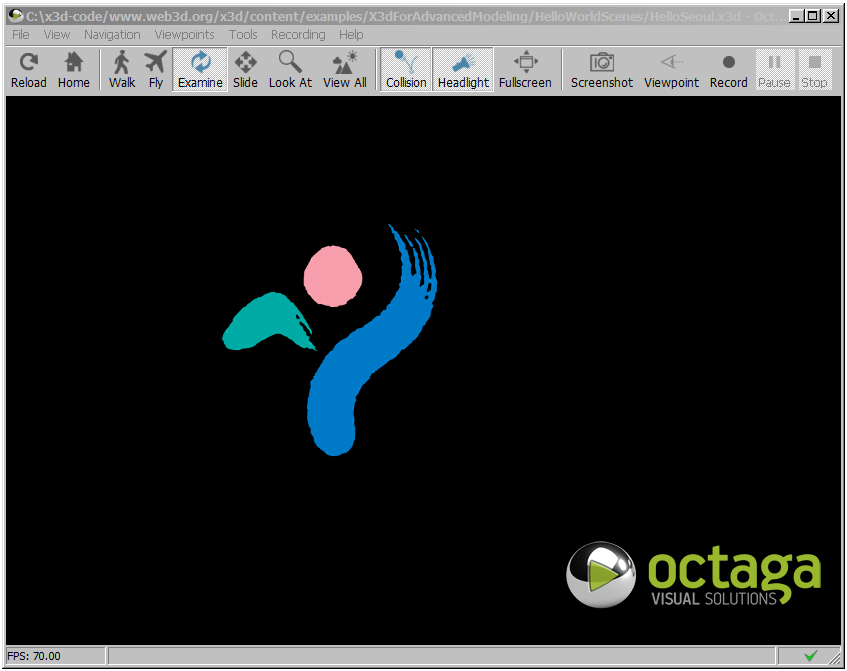 C:\x3d-code/www.web3d.org/x3d/content/examples/X3dForAdvancedModeling/HelloWorldScenes/HelloSeoul.x3d - Oct...
File View Navigation Viewpoints Tools Recording Help
Reload Home Walk Fly Examine Slide Look At View All Collision Headlight Fullscreen Screenshot Viewpoint Record Pause Stop
octaga
VISUAL SOLUTIONS
FPS: 70.00